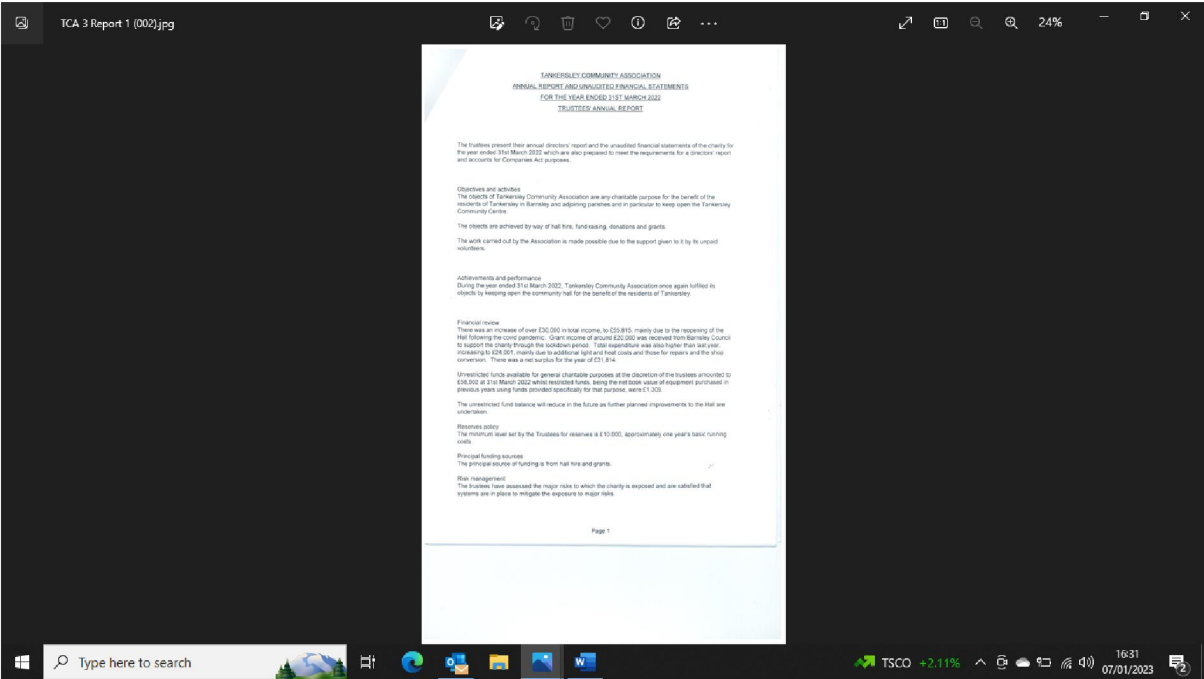 TCA 3 Report 1 (002).jpg
24%
TANKERSLEY COMMUNITY ASSOCIATION
ANNUAL REPORT AND UNAUDITED FINANCIAL STATEMENTS
FOR THE YEAR ENDED 31ST MARCH 2022
TRUSTEES' ANNUAL REPORT
The trustees present their annual directors' report and the unaudited financial statements of the charity for
the year ended 31st March 2022 which are also prepared to meet the requirements for a directors' report
and accounts for Companies Act purposes.
Objectives and activities
The objects of Tankersley Community Association are any charitable purpose for the benefit of the
residents of Tankersley in Barnsley and adjoining parishes and in particular to keep open the Tankersley
Community Centre
The objects are achieved by way of hall hire, fund raising, donations and grants
The work carried out by the Association is made possible due to the support given to it by its unpaid
volunteers.
Achievements and performance
During the year ended 31st March 2022, Tankersley Community Association once again fulfilled its
objects by keeping open the community hall for the benefit of the residents of Tankersley
Financial review
There was an increase of over £30,000 in total income, to £55,815, mainly due to the reopening of the
Hall following the covid pandemic. Grant income of around £20,000 was received from Barnsley Council
to support the charity through the lockdown period. Total expenditure was also higher than last year,
increasing to £24,001, mainly due to additional light and heat costs and those for repairs and the shop
conversion. There was a net surplus for the year of £31,814
Unrestricted funds available for general charitable purposes at the discretion of the trustees amounted to
at 31st March 2022 whilst restricted funds, being the net book value of equipment purchased in
previous years using funds provided specifically for that purpose, were £1,309.
The unrestricted fund balance will reduce in the future as further planned improvements to the Hall are
undertaken.
Reserves policy
The minimum level set by the Trustees for reserves is £10,000, approximately one year's basic running
costs.
Principal funding sources
The principal source of funding is from hall hire and grants.
Risk management
The trustees have assessed the major risks to which the charity is exposed and are satisfied that
systems are in place to mitigate the exposure to major risks.
Page 1
Type here to search
TSCO +2.11%
16:31
07/01/2023
2